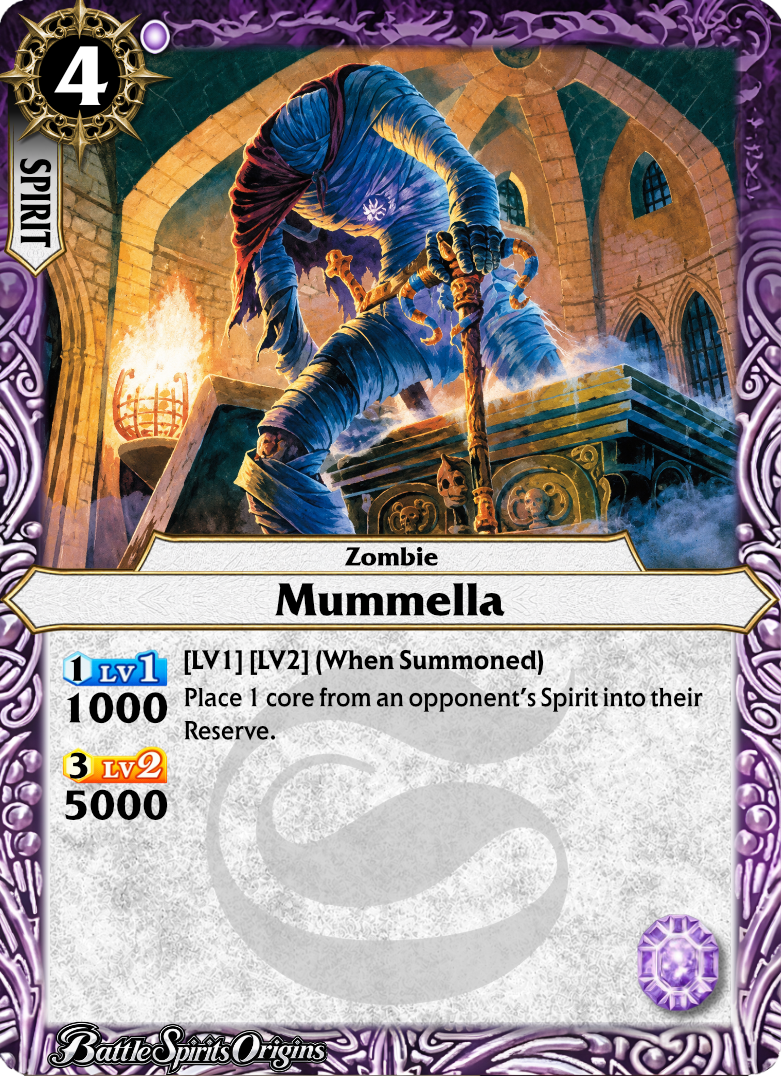 4
SPIRIT
Zombie
Mummella
1 LV1
1000
[LV1] [LV2] (When Summoned)
Place 1 core from an opponent's Spirit into their
Reserve.
3 LV2
5000
Battle Spirits Origins